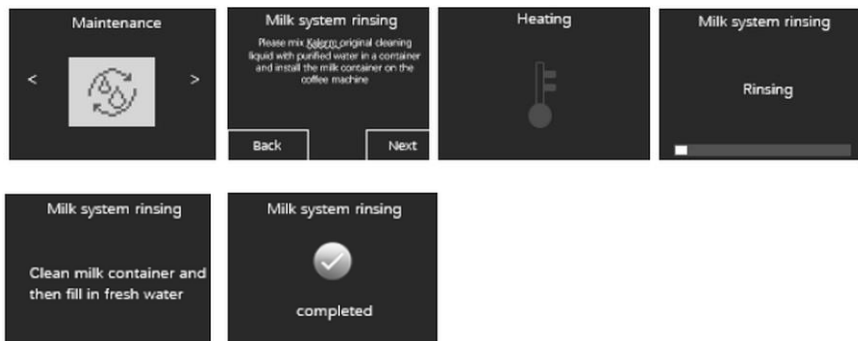 Maintenance
<
>
Milk system rinsing
Please mix Kalerm original cleaning
liquid with purified water in a container
and install the milk container on the
coffee machine
Back
Next
Heating
Milk system rinsing
Rinsing
Milk system rinsing
Clean milk container and
then fill in fresh water
Milk system rinsing
completed